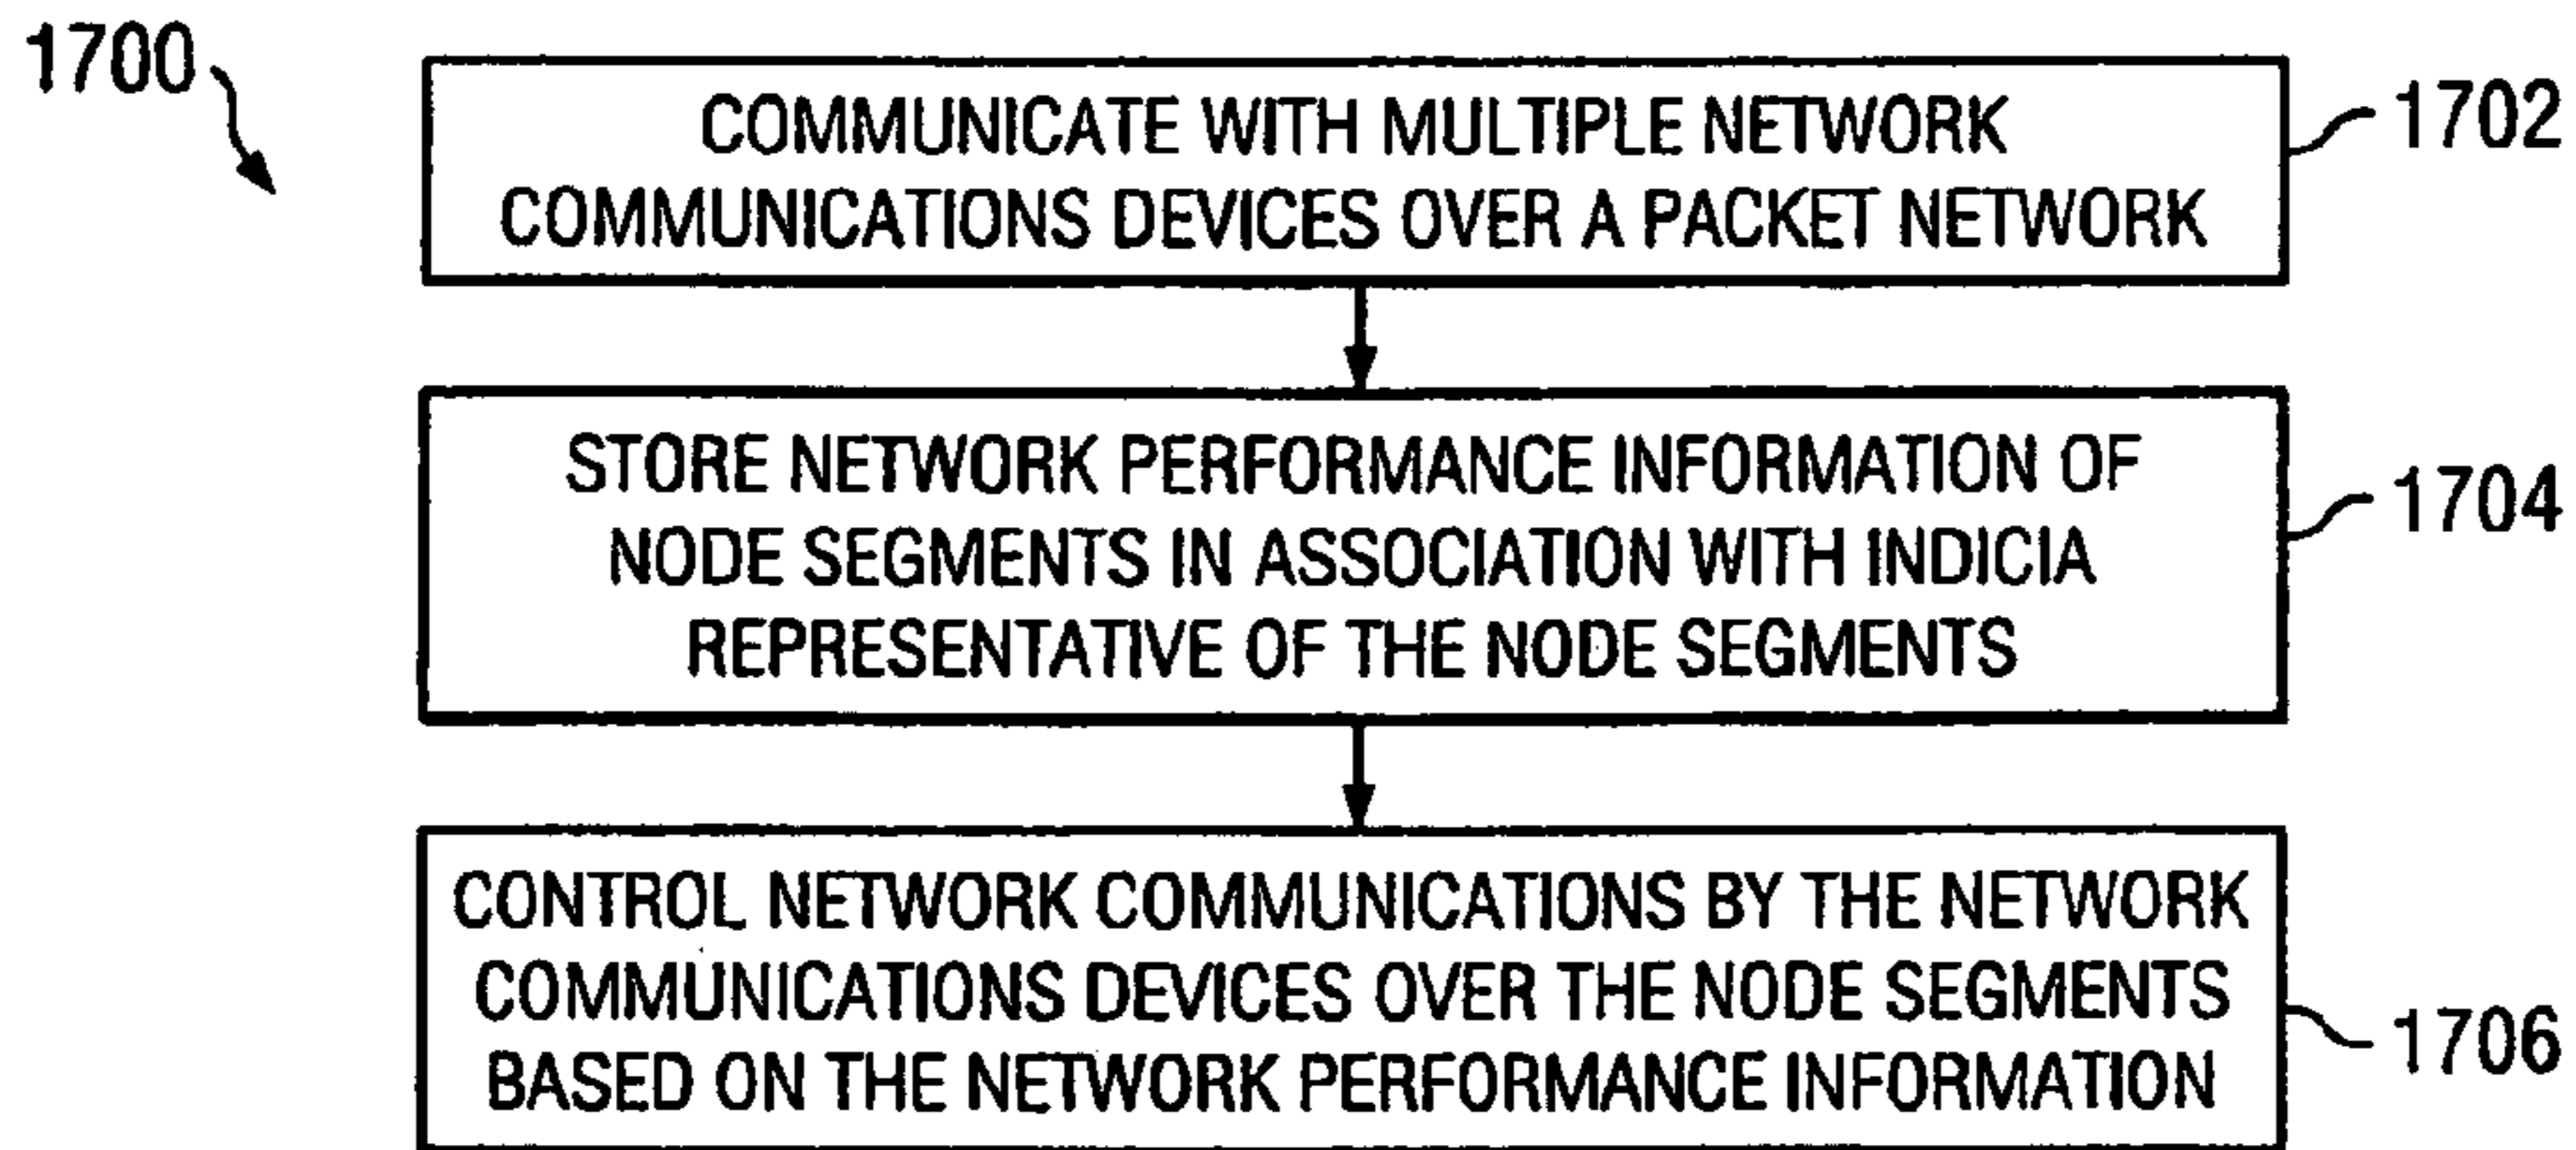 1700
COMMUNICATE WITH MULTIPLE NETWORK
COMMUNICATIONS DEVICES OVER A PACKET NETWORK
1702
STORE NETWORK PERFORMANCE INFORMATION OF
NODE SEGMENTS IN ASSOCIATION WITH INDICIA
REPRESENTATIVE OF THE NODE SEGMENTS
1704
CONTROL NETWORK COMMUNICATIONS BY THE NETWORK
COMMUNICATIONS DEVICES OVER THE NODE SEGMENTS
BASED ON THE NETWORK PERFORMANCE INFORMATION
1706